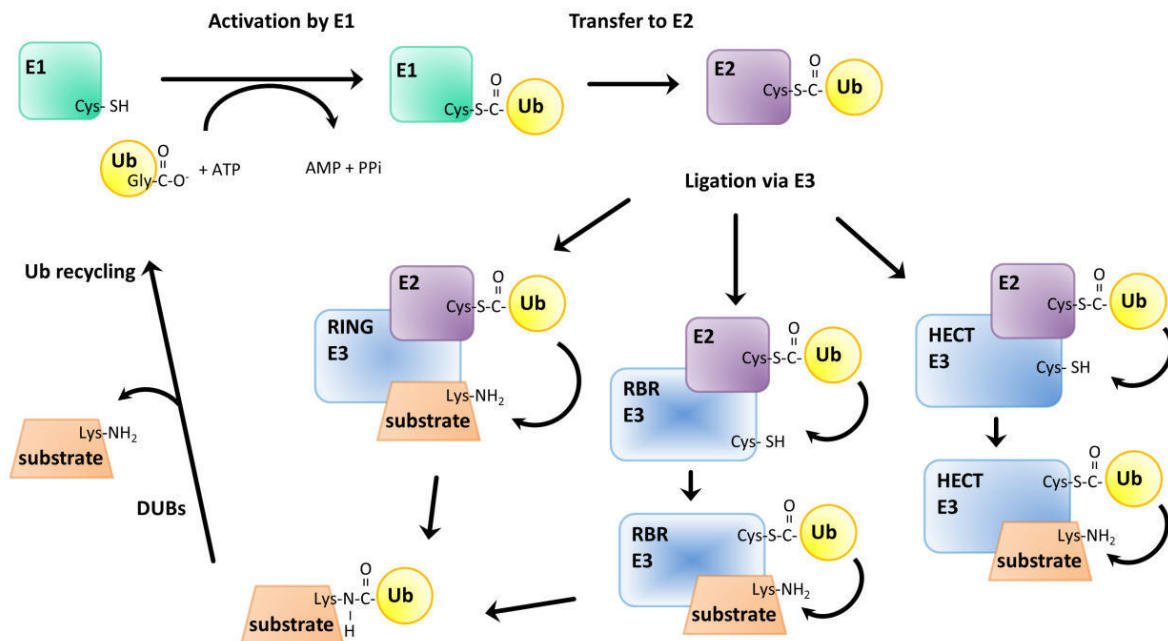 Activation by E1
Transfer to E2
E1
Cys- SH
Ub
O
Gly-C-O-
+ ATP
AMP + PPi
E1
O
Cys-S-C-
Ub
E2
O
Cys-S-C-
Ub
Ligation via E3
Ub recycling
Lys-NH2
substrate
DUBs
RING
E3
E2
O
Cys-S-C-
Ub
Lys-NH2
substrate
E2
O
Cys-S-C-
Ub
RBR
E3
Cys- SH
E2
O
Cys-S-C-
Ub
HECT
E3
Cys- SH
RBR
E3
O
Cys-S-C-
Ub
Lys-NH2
substrate
HECT
E3
O
Cys-S-C-
Ub
Lys-NH2
substrate
O
Lys-N-C-
H
Ub
substrate